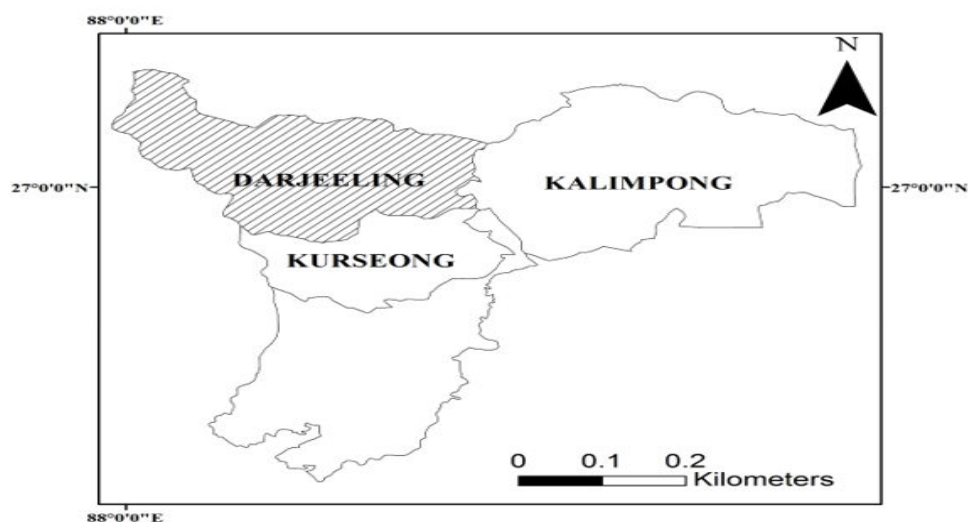 88°0'0"E
N
27°0'0"N
DARJEELING
KALIMPONG
27°0'0"N
KURSEONG
0 0.1 0.2
Kilometers
88°0'0"E